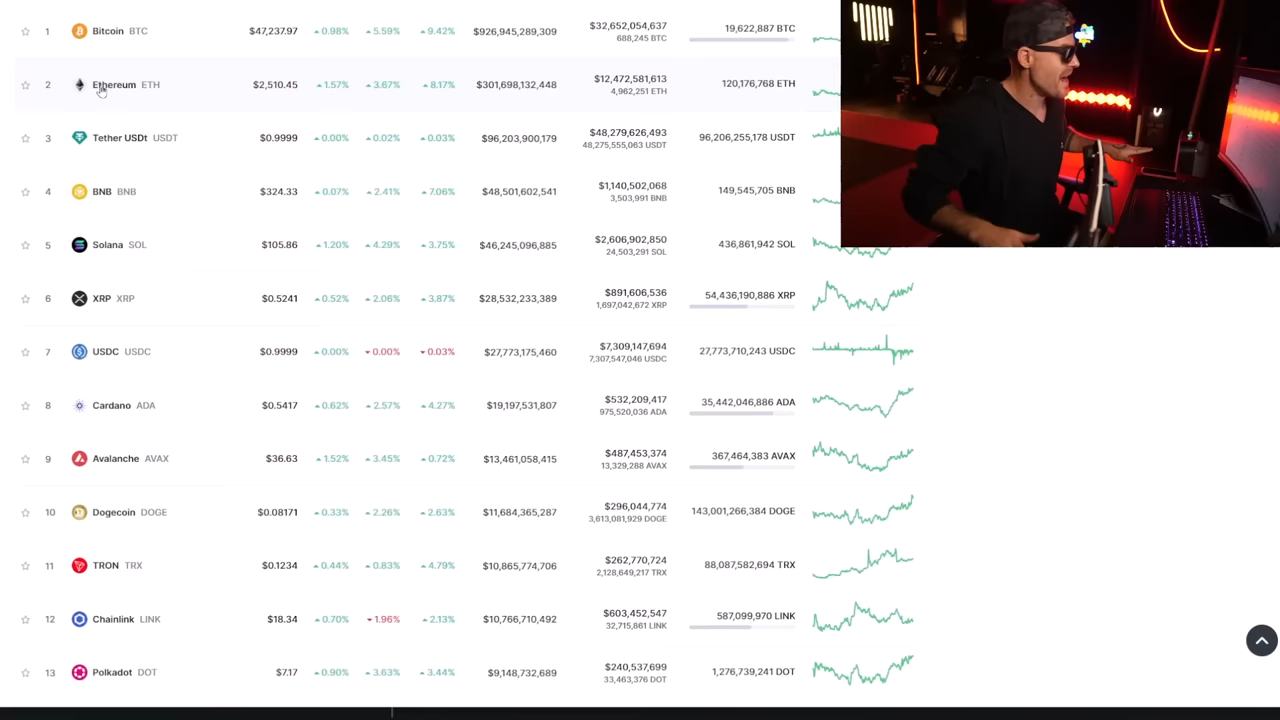 1 Bitcoin BTC $47,237.97 0.98% 5.59% 9.42% $926,945,289,309 $32,652,054,637 19,622,887 BTC
688,245 BTC
2 Ethereum ETH $2,510.45 1.57% 3.67% 8.17% $301,698,132,448 $12,472,581,613 120,176,768 ETH
4,962,251 ETH
3 Tether USDt USDT $0.9999 0.00% 0.02% 0.03% $96,203,900,179 $48,279,626,493 96,206,255,178 USDT
48,275,555,063 USDT
4 BNB BNB $324.33 0.07% 2.41% 7.06% $48,501,602,541 $1,140,502,068 149,545,705 BNB
3,503,991 BNB
5 Solana SOL $105.86 1.20% 4.29% 3.75% $46,245,096,885 $2,606,902,850 436,861,942 SOL
24,503,291 SOL
6 XRP XRP $0.5241 0.52% 2.06% 3.87% $28,532,233,389 $891,606,536 54,436,190,886 XRP
1,697,042,672 XRP
7 USDC USDC $0.9999 0.00% 0.00% 0.03% $27,773,175,460 $7,309,147,694 27,773,710,243 USDC
7,307,547,046 USDC
8 Cardano ADA $0.5417 0.62% 2.57% 4.27% $19,197,531,807 $532,209,417 35,442,046,886 ADA
975,520,036 ADA
9 Avalanche AVAX $36.63 1.52% 3.45% 0.72% $13,461,058,415 $487,453,374 367,464,383 AVAX
13,329,288 AVAX
10 Dogecoin DOGE $0.08171 0.33% 2.26% 2.63% $11,684,365,287 $296,044,774 143,001,266,384 DOGE
3,613,081,929 DOGE
11 TRON TRX $0.1234 0.44% 0.83% 4.79% $10,865,774,706 $262,770,724 88,087,582,694 TRX
2,128,649,217 TRX
12 Chainlink LINK $18.34 0.70% 1.96% 2.13% $10,766,710,492 $603,452,547 587,099,970 LINK
32,715,861 LINK
13 Polkadot DOT $7.17 0.90% 3.63% 3.44% $9,148,732,689 $240,537,699 1,276,739,241 DOT
33,463,376 DOT